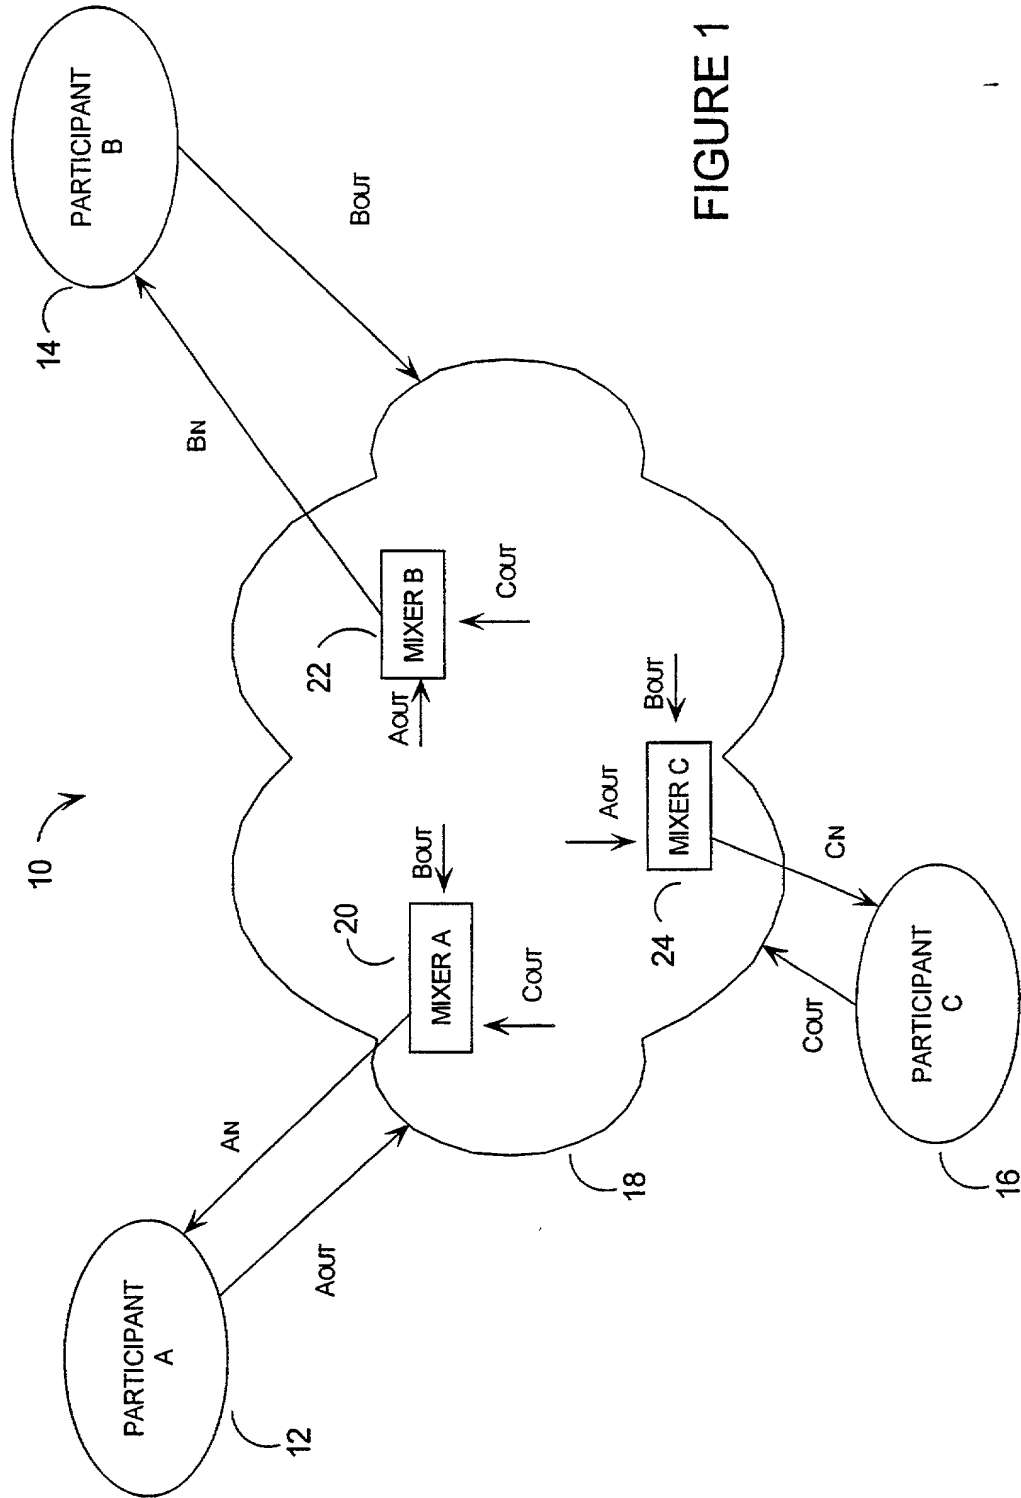 10
PARTICIPANT
A
12
AN
AOUT
20
MIXER A
BOUT
COUT
18
22
MIXER B
AOUT
COUT
BN
14
PARTICIPANT
B
BOUT
AOUT
MIXER C
BOUT
24
CN
COUT
PARTICIPANT
C
16
FIGURE 1